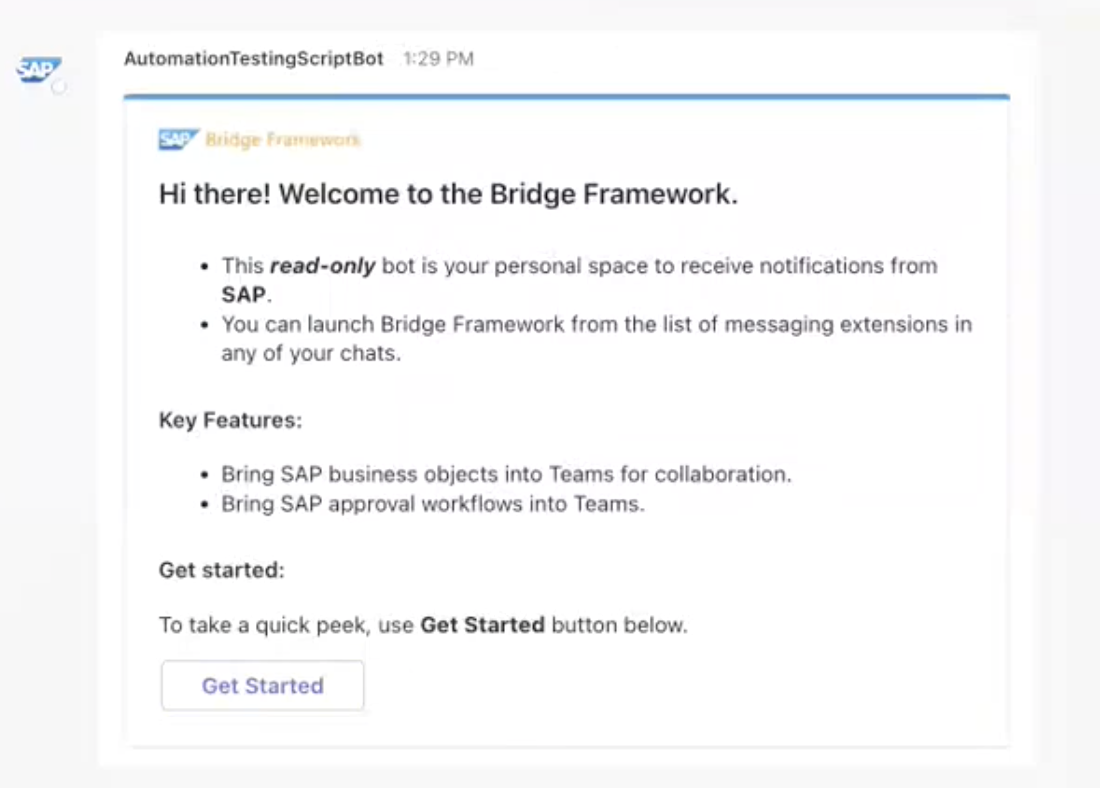 SAP
AutomationTestingScriptBot 1:29 PM
SAP Bridge Framework
Hi there! Welcome to the Bridge Framework.
• This read-only bot is your personal space to receive notifications from
SAP.
• You can launch Bridge Framework from the list of messaging extensions in
any of your chats.
Key Features:
• Bring SAP business objects into Teams for collaboration.
• Bring SAP approval workflows into Teams.
Get started:
To take a quick peek, use Get Started button below.
Get Started